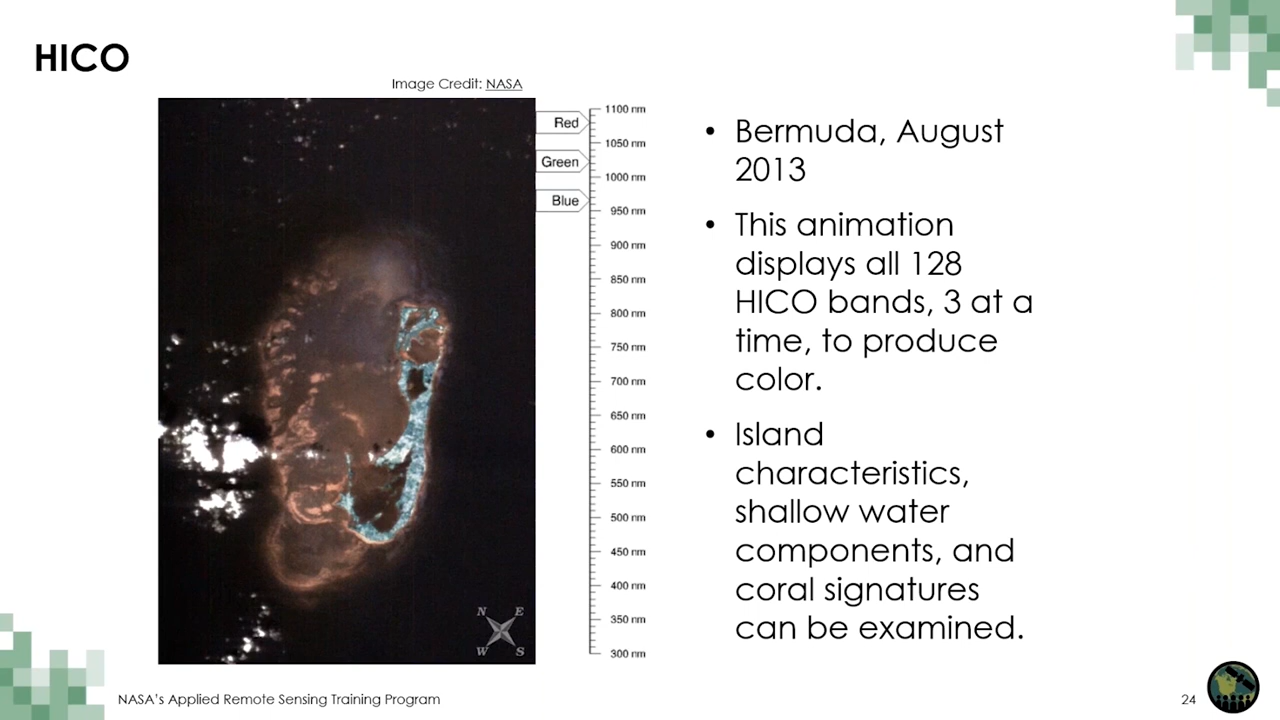 HICO
Image Credit: NASA
Red
Green
Blue
1100 nm
1050 nm
1000 nm
950 nm
900 nm
850 nm
800 nm
750 nm
700 nm
650 nm
600 nm
550 nm
500 nm
450 nm
400 nm
350 nm
300 nm
N E
W S
• Bermuda, August
2013
• This animation
displays all 128
HICO bands, 3 at a
time, to produce
color.
• Island
characteristics,
shallow water
components, and
coral signatures
can be examined.
NASA's Applied Remote Sensing Training Program
24